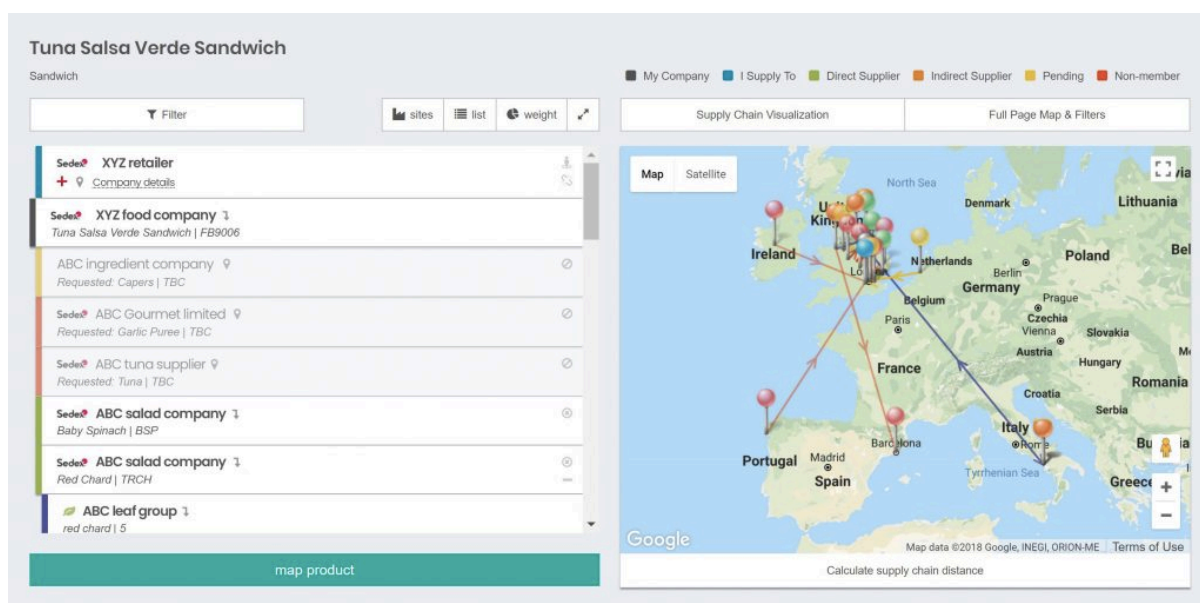 Tuna Salsa Verde Sandwich
Sandwich
My Company I Supply To Direct Supplier Indirect Supplier Pending Non-member
Filter
sites list weight
Supply Chain Visualization
Full Page Map & Filters
Sedex XYZ retailer
Company details
Sedex XYZ food company
Tuna Salsa Verde Sandwich | FB9006
ABC ingredient company
Requested: Capers | TBC
Sedex ABC Gourmet limited
Requested: Garlic Puree | TBC
Sedex ABC tuna supplier
Requested: Tuna | TBC
Sedex ABC salad company
Baby Spinach | BSP
Sedex ABC salad company
Red Chard | TRCH
ABC leaf group
red chard | 5
map product
Map Satellite
North Sea
Denmark
Lithuania
Ireland
Netherlands
Berlin
Poland
Germany
Belgium
Prague
Paris
Czechia
Vienna
Slovakia
Austria
Hungary
France
Romania
Croatia
Serbia
Italy
Rome
Portugal
Madrid
Spain
Tyrrhenian Sea
Greece
Google
Map data ©2018 Google, INEGI, ORION-ME Terms of Use
Calculate supply chain distance